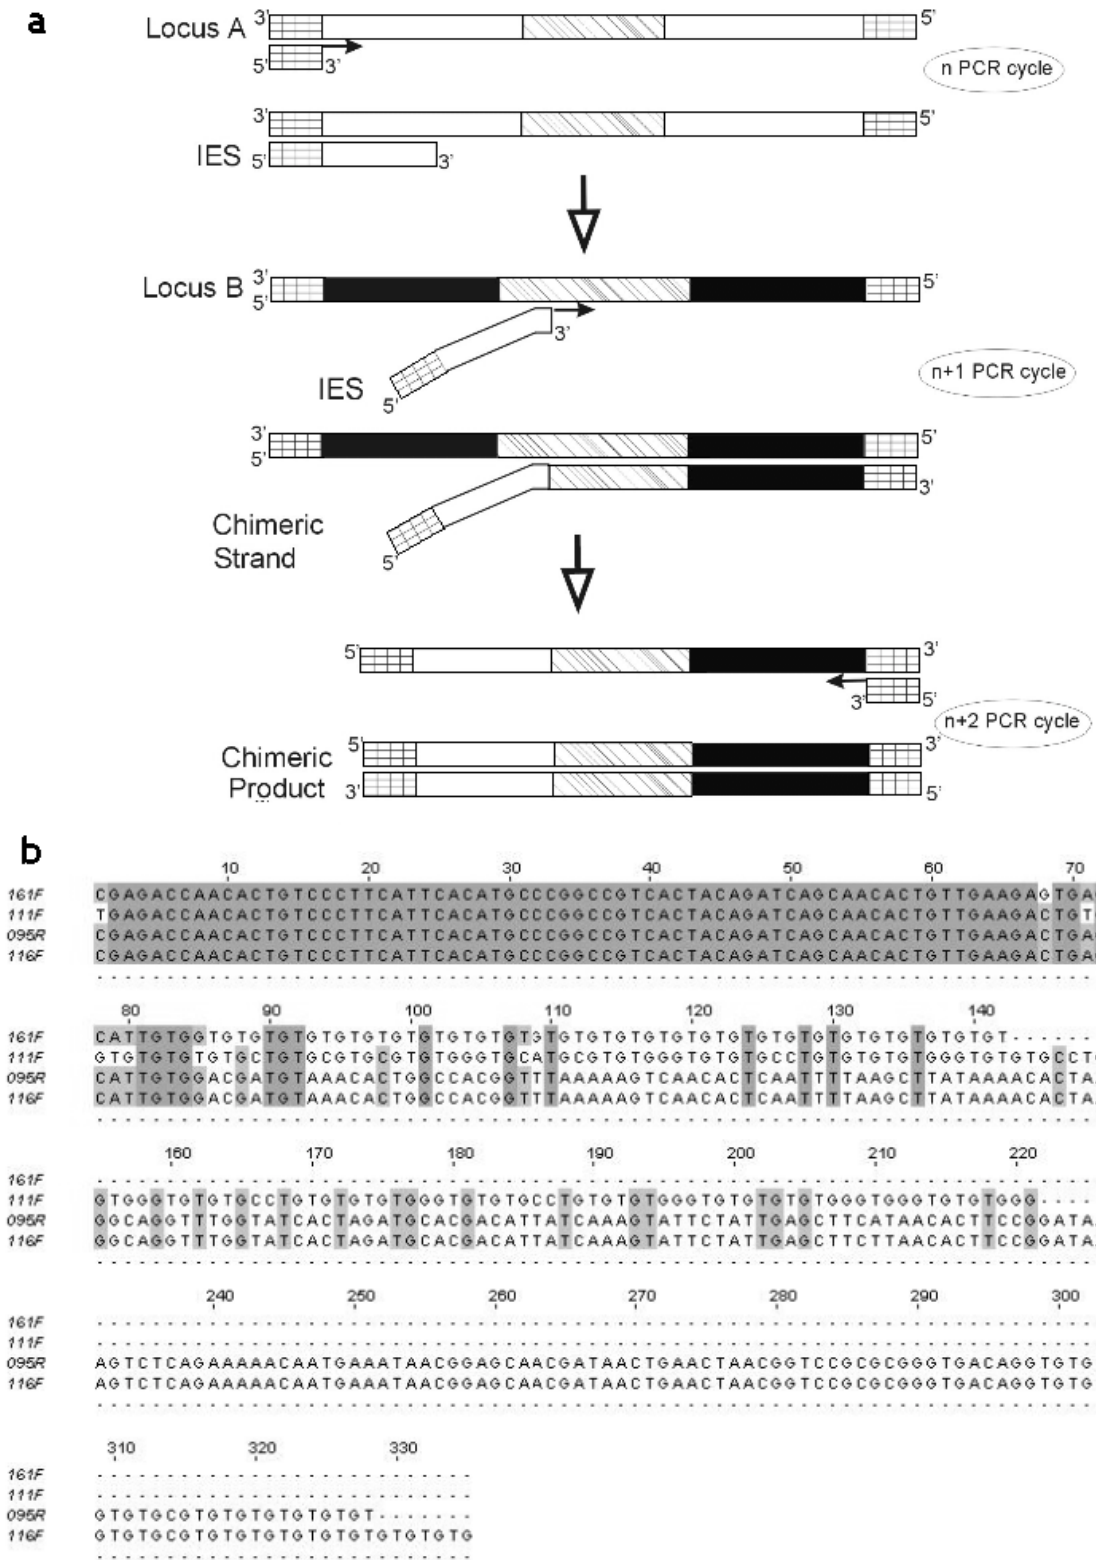 a
Locus A
3'
5'
5'
3'
n PCR cycle
3'
5'
IES
5'
3'
Locus B
3'
5'
5'
3'
IES
5'
n+1 PCR cycle
3'
5'
5'
3'
Chimeric
Strand
5'
5'
3'
3'
5'
n+2 PCR cycle
Chimeric
Product
5'
3'
3'
5'
b
10 20 30 40 50 60 70
161F CGAGACCAACACTGTCCCTTCATTCACATGCCCGGCCGTCACTACAGATCAGCAACACTGTTGAAGAGTGA
111F TGAGACCAACACTGTCCCTTCATTCACATGCCCGGCCGTCACTACAGATCAGCAACACTGTTGAAGACTGT
095R CGAGACCAACACTGTCCCTTCATTCACATGCCCGGCCGTCACTACAGATCAGCAACACTGTTGAAGACTGA
116F CGAGACCAACACTGTCCCTTCATTCACATGCCCGGCCGTCACTACAGATCAGCAACACTGTTGAAGACTGA
80 90 100 110 120 130 140
161F CATTGTGGTGTGTGTGTGTGTGTGTGTGTGTGTGTGTGTGTGTGTGTGTGTGTGTGTGTGTGTGT------
111F GTGTGTGTGTGCTGTGCGTGCGTGTGGGTGCATGCGTGTGGGTGTGTGTGCCTGTGTGTGTGGGTGTGTGCCTG
095R CATTGTGGACGATGTAAACACTGGCCACGGTTTAAAAAGTCAACACTCAATTTTAAGCTTATAAAACACTA
116F CATTGTGGACGATGTAAACACTGGCCACGGTTTAAAAAGTCAACACTCAATTTTAAGCTTATAAAACACTA
160 170 180 190 200 210 220
161F
111F GTGGGTGTGTGTGCCTGTGTGTGTGTGGGTGTGTGCCTGTGTGTGTGGGTGTGTGTGTGTGGGTGGGTGTGTGTGGG----
095R GGCAGGTTTGGTATCACTAGATGCACGACATTATCAAAGTATTCTATTGAGCTTCATAACACTTCCGGATA
116F GGCAGGTTTGGTATCACTAGATGCACGACATTATCAAAGTATTCTATTGAGCTTCTTAACACTTCCGGATA
240 250 260 270 280 290 300
161F
111F
095R AGTCTCAGAAAAACAATGAAATAACGGAGCAACGATAACTGAACTAACGGTCCGCGCGGGTGACAGGTGTG
116F AGTCTCAGAAAAACAATGAAATAACGGAGCAACGATAACTGAACTAACGGTCCGCGCGGGTGACAGGTGTG
310 320 330
161F
111F
095R GTGTGCGTGTGTGTGTGTGT-------
116F GTGTGCGTGTGTGTGTGTGTGTGTGTG